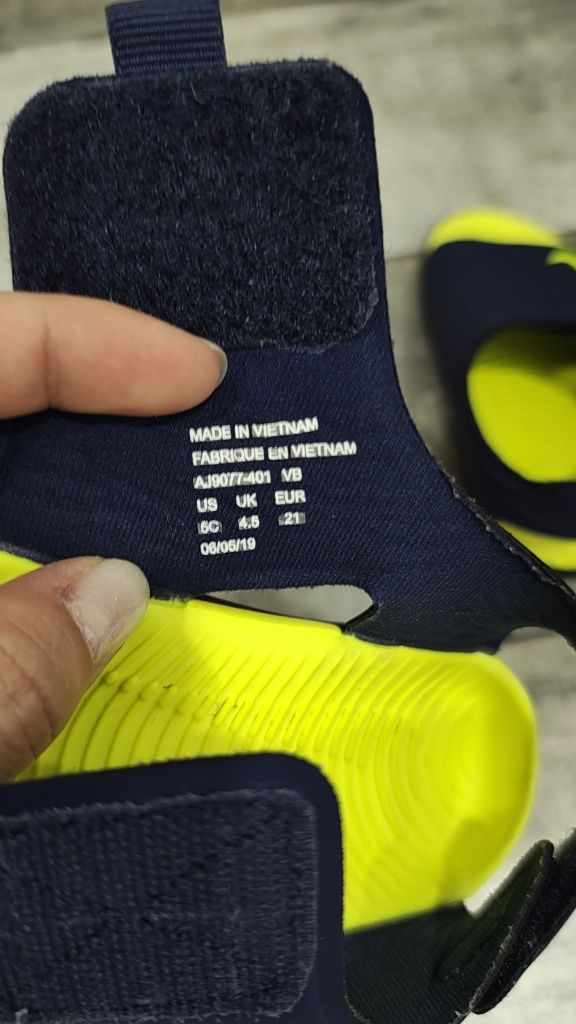 MADE IN VIETNAM
FABRIQUE EN VIETNAM
AJ9077-401 VB
US UK EUR
5C 4.5 21
06/05/19